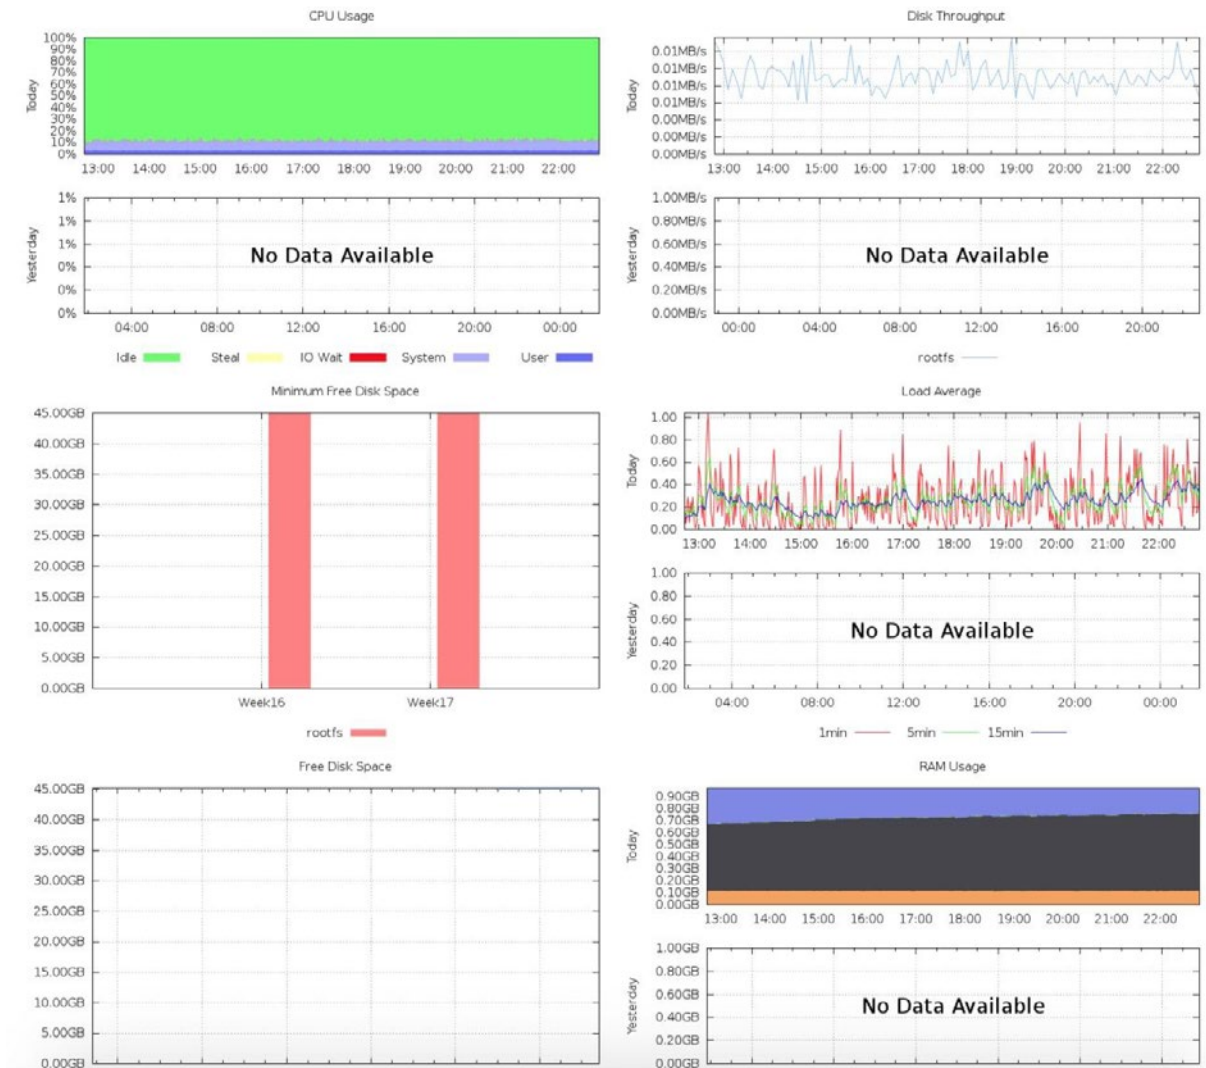 CPU Usage
100%
90%
80%
70%
60%
50%
40%
30%
20%
10%
0%
Today
13:00 14:00 15:00 16:00 17:00 18:00 19:00 20:00 21:00 22:00
1%
1%
1%
0%
0%
0%
Yesterday
No Data Available
04:00 08:00 12:00 16:00 20:00 00:00
Idle Steal IO Wait System User
Disk Throughput
0.01MB/s
0.01MB/s
0.01MB/s
0.01MB/s
0.00MB/s
0.00MB/s
0.00MB/s
Today
13:00 14:00 15:00 16:00 17:00 18:00 19:00 20:00 21:00 22:00
1.00MB/s
0.80MB/s
0.60MB/s
0.40MB/s
0.20MB/s
0.00MB/s
Yesterday
No Data Available
00:00 04:00 08:00 12:00 16:00 20:00
rootfs
Minimum Free Disk Space
45.00GB
40.00GB
35.00GB
30.00GB
25.00GB
20.00GB
15.00GB
10.00GB
5.00GB
0.00GB
Week16 Week17
rootfs
Load Average
1.00
0.80
0.60
0.40
0.20
0.00
Today
13:00 14:00 15:00 16:00 17:00 18:00 19:00 20:00 21:00 22:00
1.00
0.80
0.60
0.40
0.20
0.00
Yesterday
No Data Available
04:00 08:00 12:00 16:00 20:00 00:00
1min 5min 15min
Free Disk Space
45.00GB
40.00GB
35.00GB
30.00GB
25.00GB
20.00GB
15.00GB
10.00GB
5.00GB
0.00GB
RAM Usage
0.90GB
0.80GB
0.70GB
0.60GB
0.50GB
0.40GB
0.30GB
0.20GB
0.10GB
0.00GB
Today
13:00 14:00 15:00 16:00 17:00 18:00 19:00 20:00 21:00 22:00
1.00GB
0.80GB
0.60GB
0.40GB
0.20GB
0.00GB
Yesterday
No Data Available